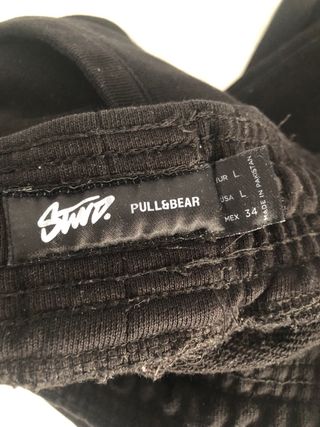 STWD.
PULL&BEAR
EUR L
USA L
MEX 34
MADE IN PAKISTAN